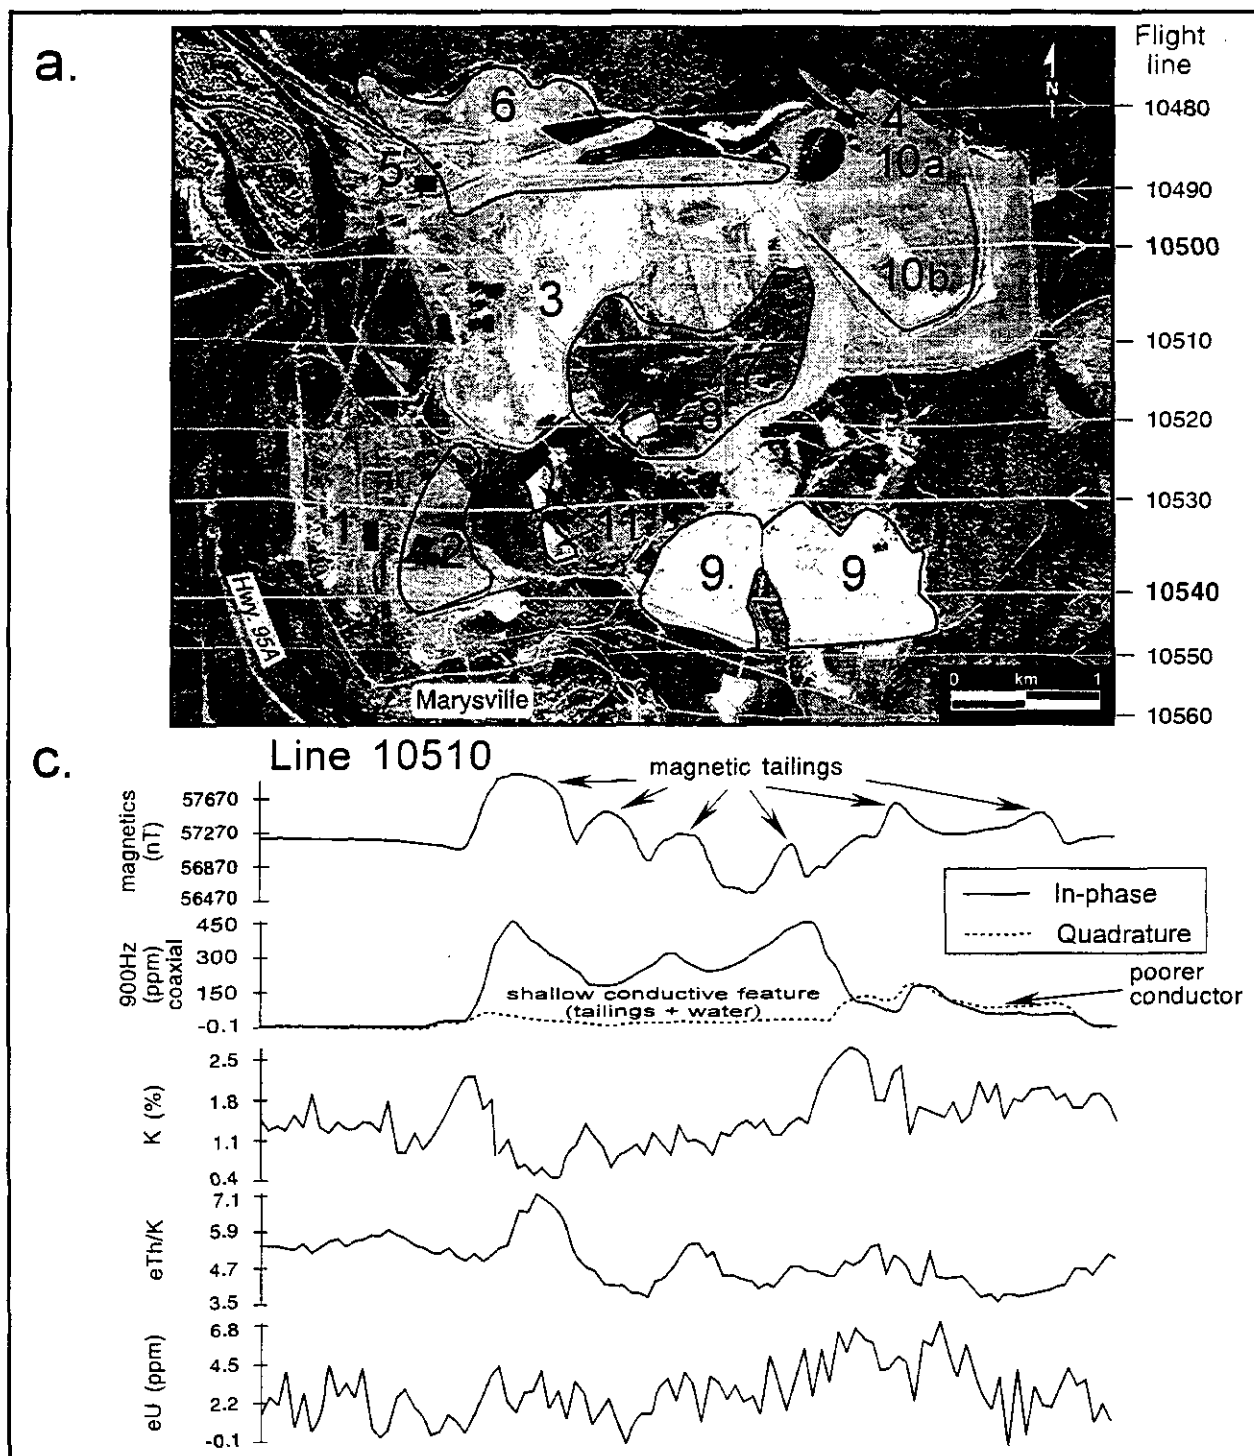 a.
Flight
line
N
6
4
10480
5
10a
10490
10500
10b
3
10510
8
10520
10530
1
2
11
9
9
10540
Hwy. 95A
10550
0 km 1
Marysville
10560
c.
Line 10510
magnetic tailings
magnetics
(nT)
57670
57270
56870
56470
In-phase
Quadrature
900Hz
(ppm)
coaxial
450
300
150
-0.1
shallow conductive feature
(tailings + water)
poorer
conductor
K (%)
2.5
1.8
1.1
0.4
eTh/K
7.1
5.9
4.7
3.5
eU (ppm)
6.8
4.5
2.2
-0.1